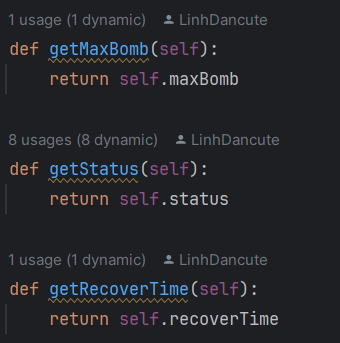 1 usage (1 dynamic) LinhDancute
def getMaxBomb(self):
return self.maxBomb
8 usages (8 dynamic) LinhDancute
def getStatus(self):
return self.status
1 usage (1 dynamic) LinhDancute
def getRecoverTime(self):
return self.recoverTime